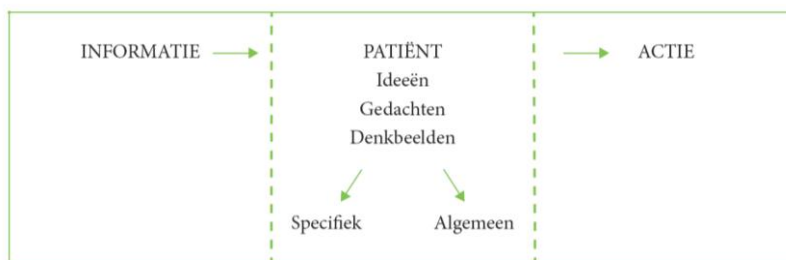 INFORMATIE PATIËNT ACTIE
Ideeën
Gedachten
Denkbeelden
Specifiek Algemeen